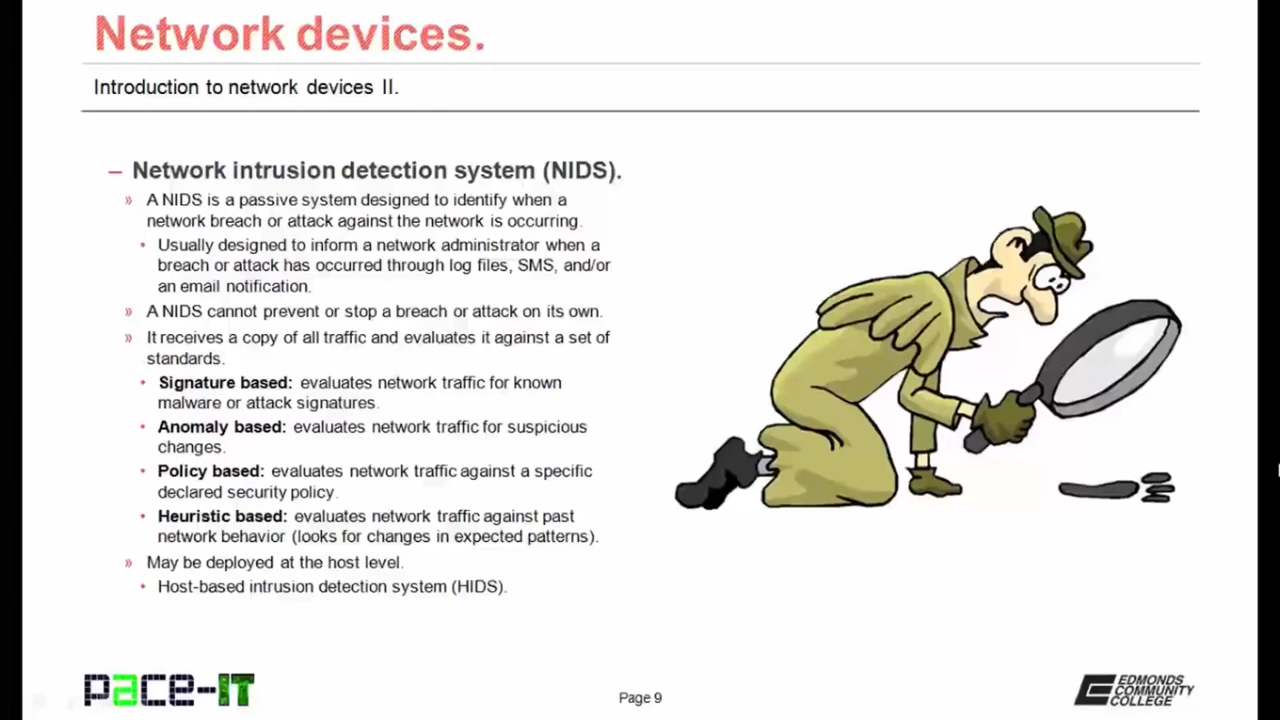 Network devices.
Introduction to network devices II.
– Network intrusion detection system (NIDS).
» A NIDS is a passive system designed to identify when a
network breach or attack against the network is occurring.
• Usually designed to inform a network administrator when a
breach or attack has occurred through log files, SMS, and/or
an email notification.
» A NIDS cannot prevent or stop a breach or attack on its own.
» It receives a copy of all traffic and evaluates it against a set of
standards.
• Signature based: evaluates network traffic for known
malware or attack signatures.
• Anomaly based: evaluates network traffic for suspicious
changes.
• Policy based: evaluates network traffic against a specific
declared security policy.
• Heuristic based: evaluates network traffic against past
network behavior (looks for changes in expected patterns).
» May be deployed at the host level.
• Host-based intrusion detection system (HIDS).
pace-IT
Page 9
EDMONDS
COMMUNITY
COLLEGE